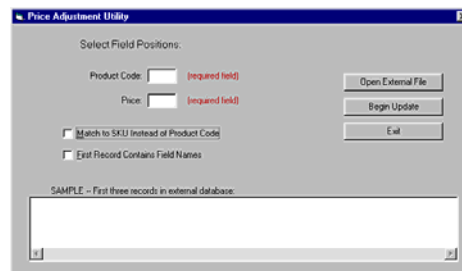 Price Adjustment Utility
Select Field Positions:
Product Code: (required field)
Price: (required field)
Match to SKU Instead of Product Code
First Record Contains Field Names
Open External File
Begin Update
Exit
SAMPLE -- First three records in external database: